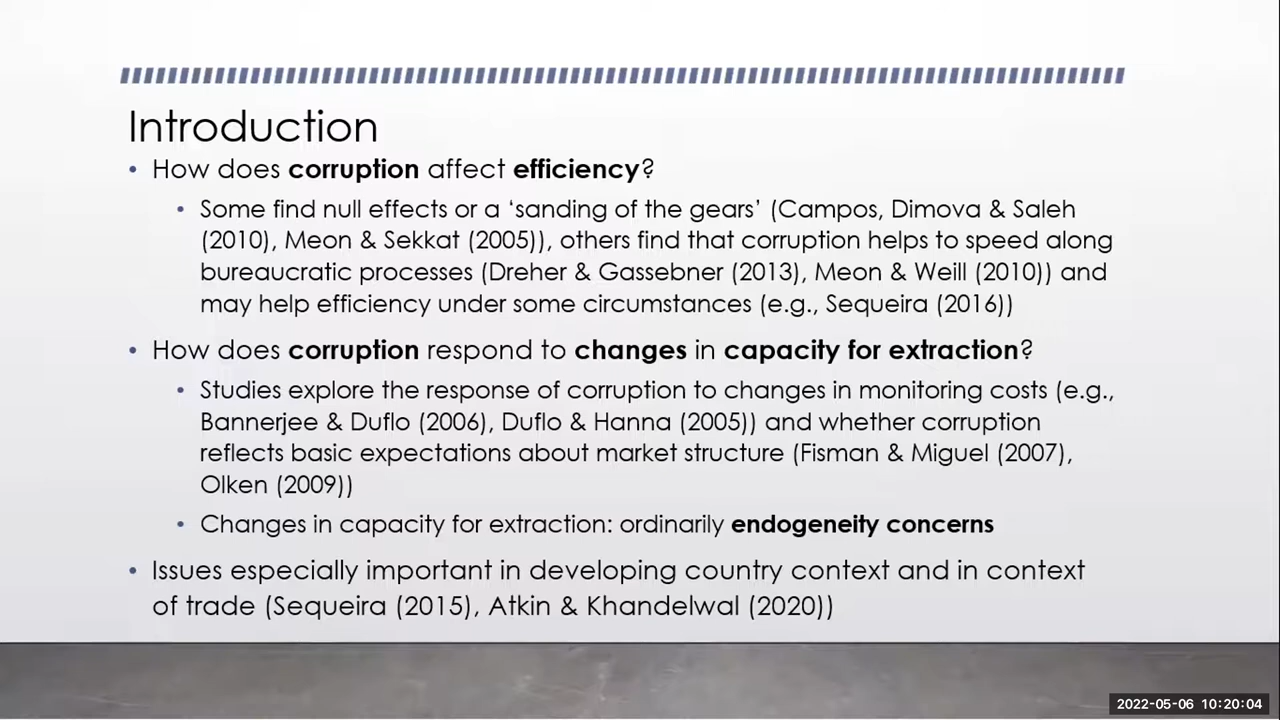 Introduction
• How does corruption affect efficiency?
• Some find null effects or a ‘sanding of the gears’ (Campos, Dimova & Saleh
(2010), Meon & Sekkat (2005)), others find that corruption helps to speed along
bureaucratic processes (Dreher & Gassebner (2013), Meon & Weill (2010)) and
may help efficiency under some circumstances (e.g., Sequeira (2016))
• How does corruption respond to changes in capacity for extraction?
• Studies explore the response of corruption to changes in monitoring costs (e.g.,
Bannerjee & Duflo (2006), Duflo & Hanna (2005)) and whether corruption
reflects basic expectations about market structure (Fisman & Miguel (2007),
Olken (2009))
• Changes in capacity for extraction: ordinarily endogeneity concerns
• Issues especially important in developing country context and in context
of trade (Sequeira (2015), Atkin & Khandelwal (2020))
2022-05-06 10:20:04